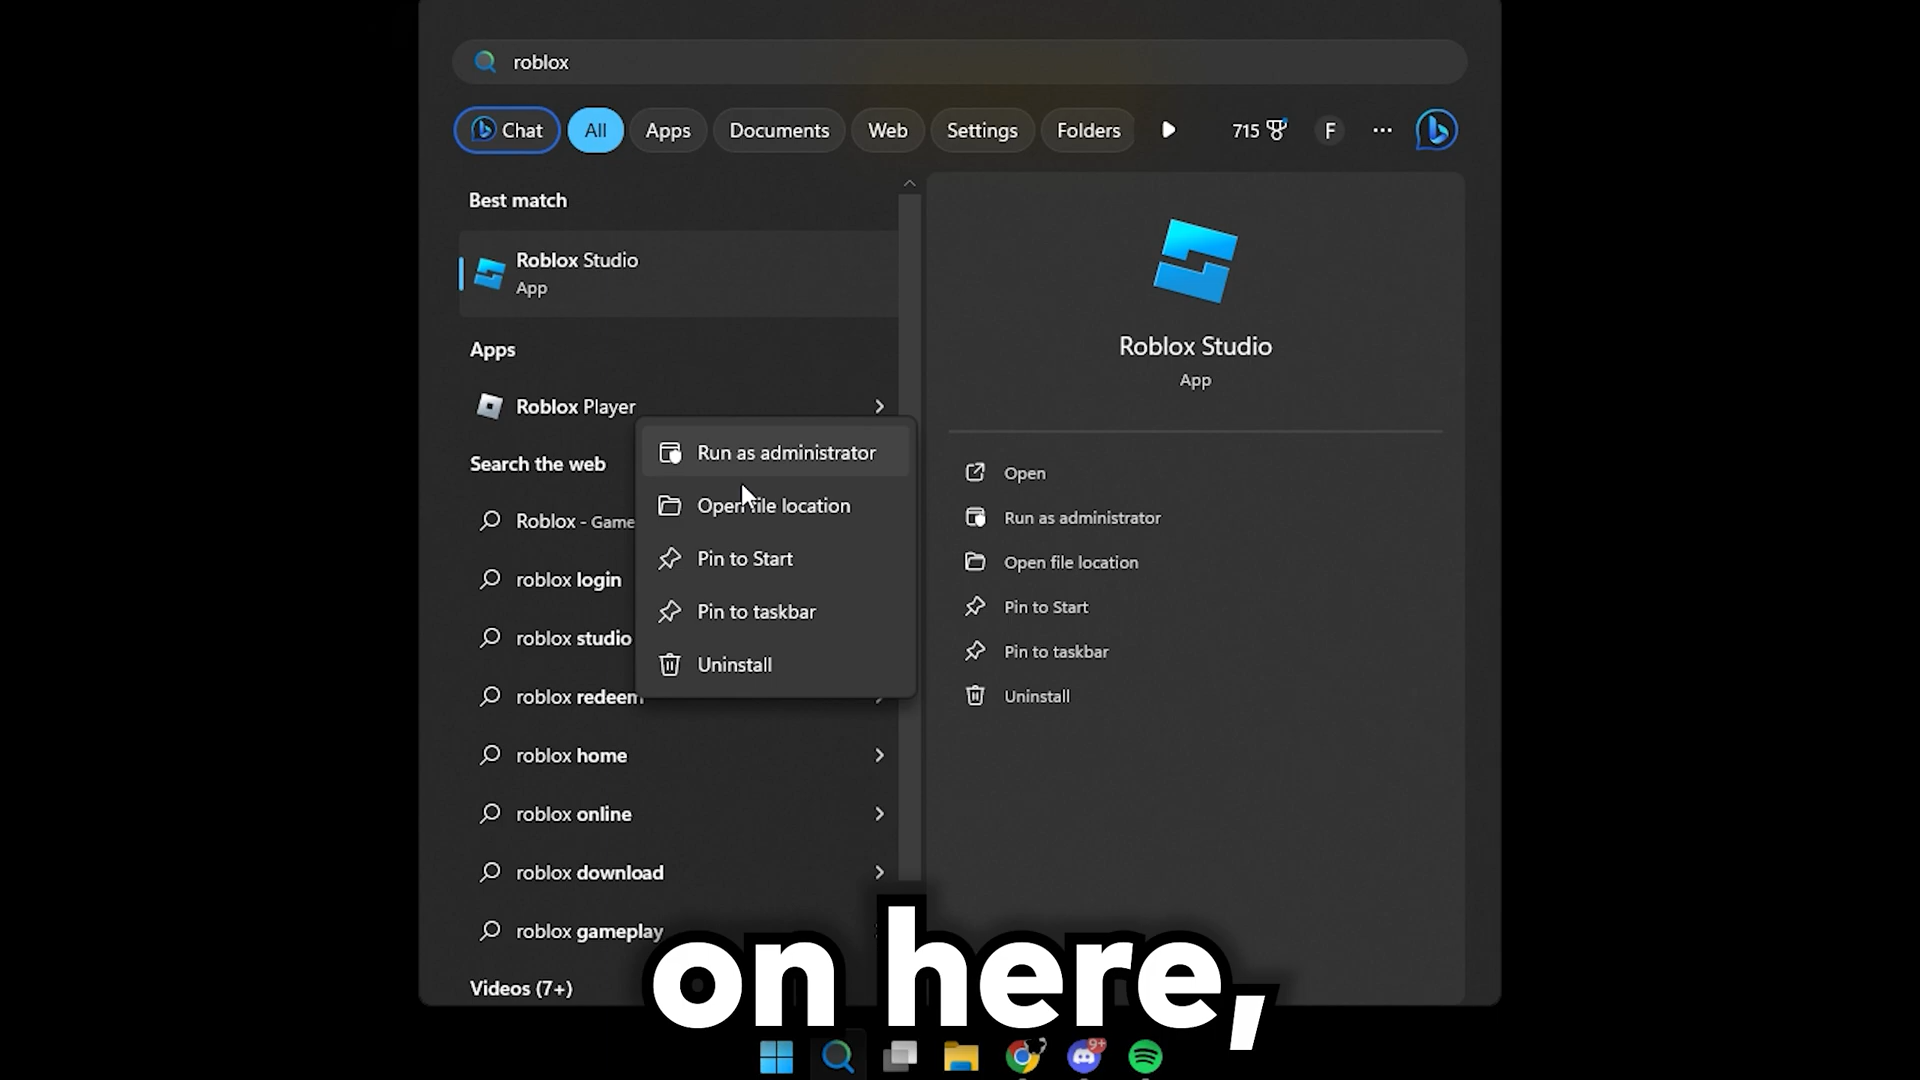 roblox
Chat
All
Apps
Documents
Web
Settings
Folders
715
F
Best match
Roblox Studio
App
Apps
Roblox Player
Search the web
Roblox - Game
roblox login
roblox studio
roblox redeem
roblox home
roblox online
roblox download
roblox gameplay
Videos (7+)
Run as administrator
Open file location
Pin to Start
Pin to taskbar
Uninstall
Roblox Studio
App
Open
Run as administrator
Open file location
Pin to Start
Pin to taskbar
Uninstall
on here,
9+